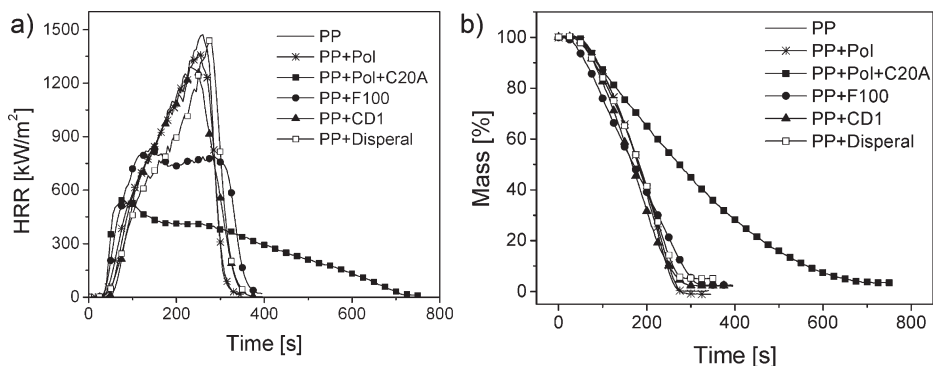 a)
HRR [kW/m²]
1500
1200
900
600
300
0
0 200 400 600 800
Time [s]
PP
PP+Pol
PP+Pol+C20A
PP+F100
PP+CD1
PP+Disperal
b)
Mass [%]
100
80
60
40
20
0
0 200 400 600 800
Time [s]
PP
PP+Pol
PP+Pol+C20A
PP+F100
PP+CD1
PP+Disperal